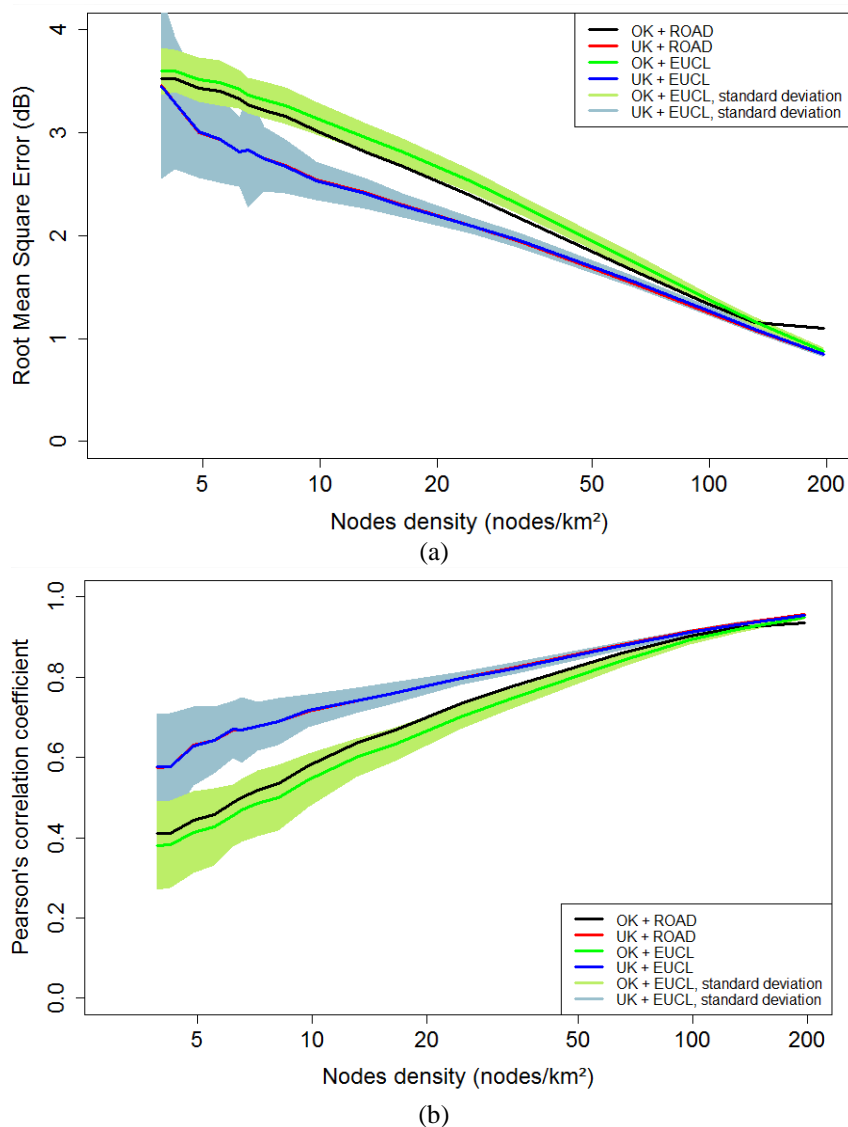 Root Mean Square Error (dB)
4
3
2
1
0
OK + ROAD
UK + ROAD
OK + EUCL
UK + EUCL
OK + EUCL, standard deviation
UK + EUCL, standard deviation
5 10 20 50 100 200
Nodes density (nodes/km²)
(a)
Pearson's correlation coefficient
1.0
0.8
0.6
0.4
0.2
0.0
OK + ROAD
UK + ROAD
OK + EUCL
UK + EUCL
OK + EUCL, standard deviation
UK + EUCL, standard deviation
5 10 20 50 100 200
Nodes density (nodes/km²)
(b)